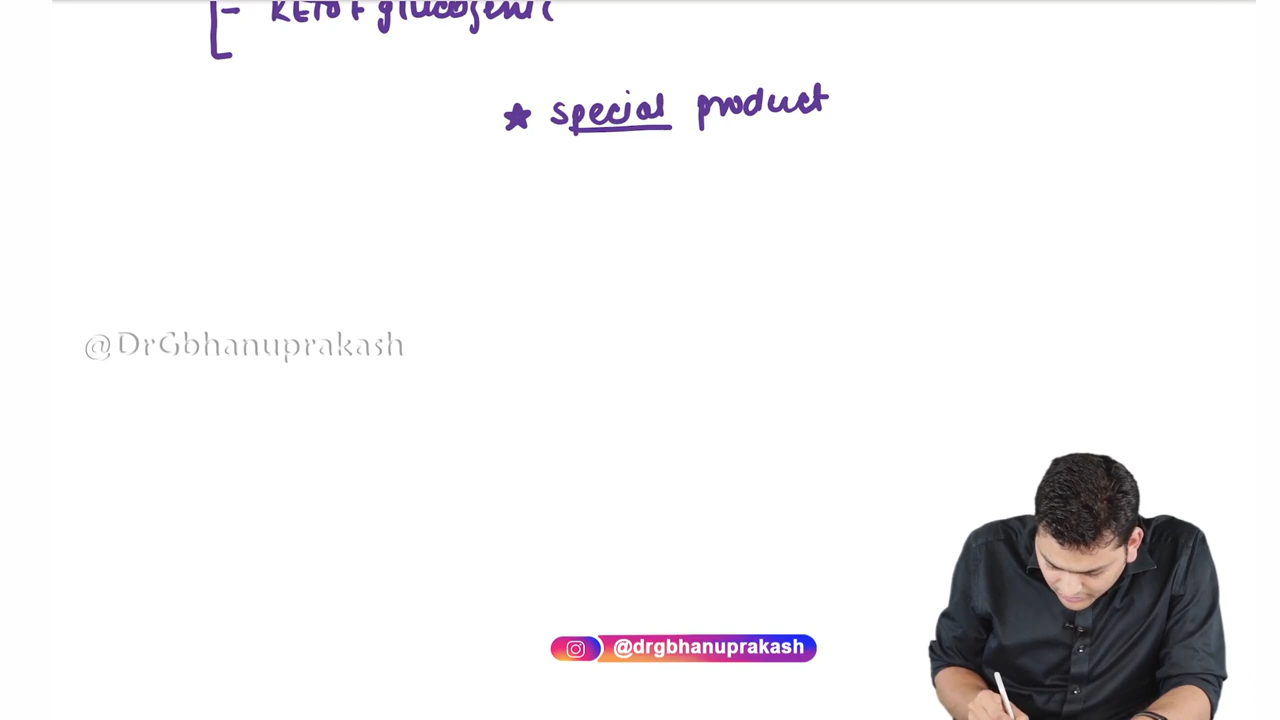 - KETO + glucogenic
★ special product
@DrGbhanuprakash
@drgbhanuprakash